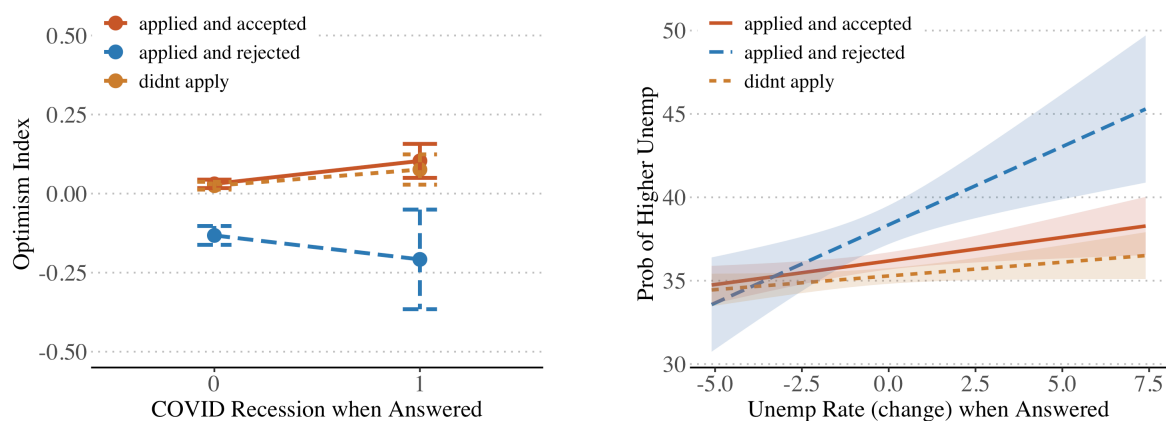 applied and accepted
applied and rejected
didnt apply
0.50
0.25
0.00
-0.25
-0.50
Optimism Index
0
1
COVID Recession when Answered
applied and accepted
applied and rejected
didnt apply
50
45
40
35
30
Prob of Higher Unemp
-5.0
-2.5
0.0
2.5
5.0
7.5
Unemp Rate (change) when Answered